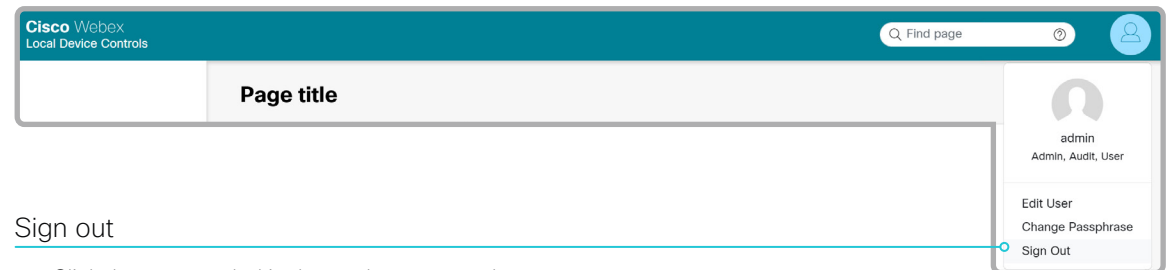 Cisco Webex
Local Device Controls
Find page
Page title
admin
Admin, Audit, User
Edit User
Change Passphrase
Sign Out
Sign out